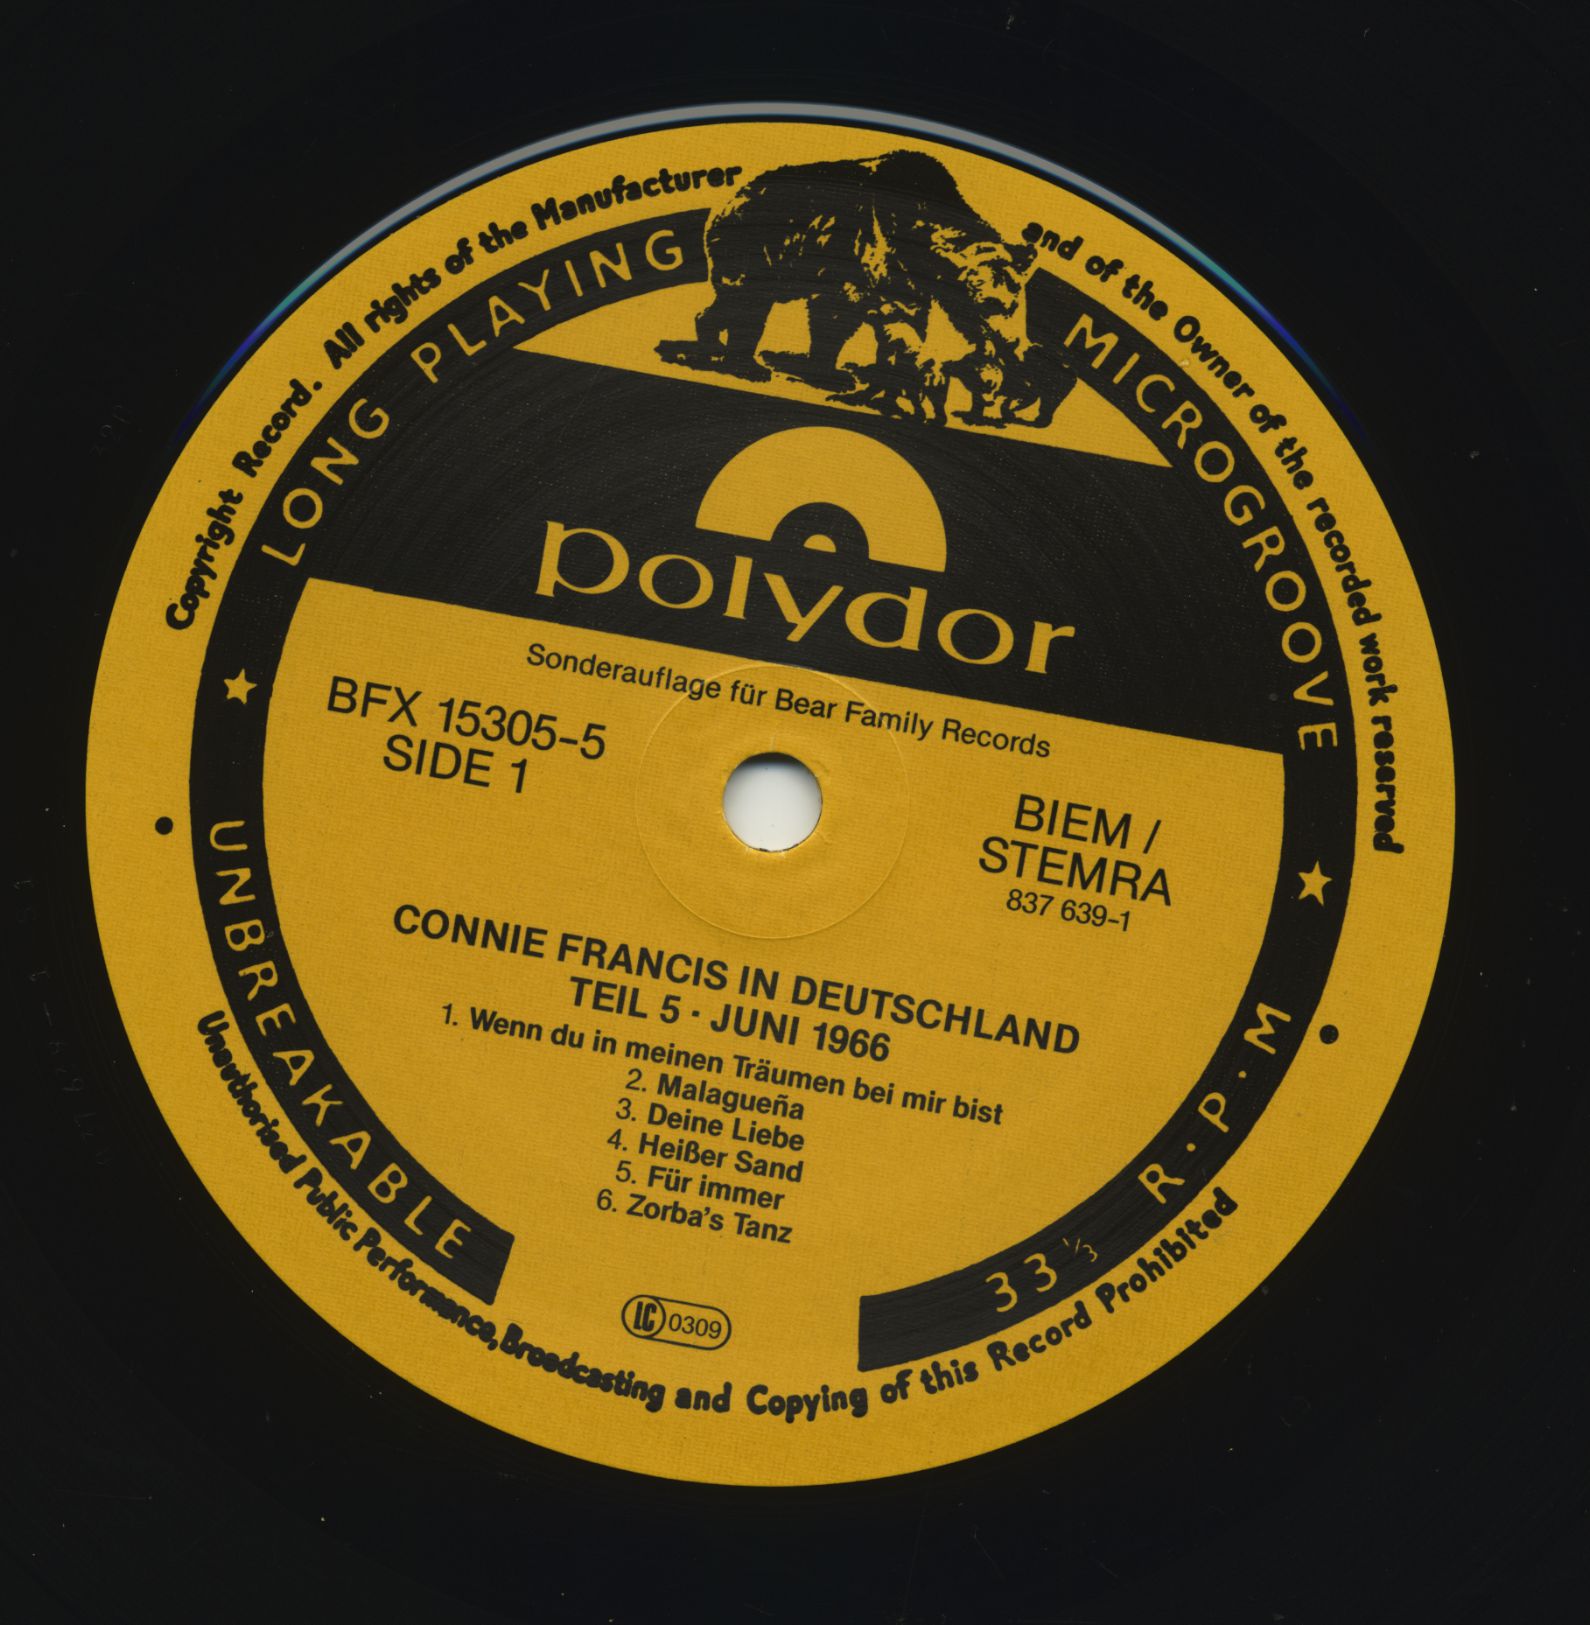 Copyright Record. All rights of the Manufacturer and of the Owner of the recorded work reserved
LONG PLAYING
MICROGROOVE
polydor
Sonderauflage für Bear Family Records
BFX 15305-5
SIDE 1
BIEM /
STEMRA
837 639-1
CONNIE FRANCIS IN DEUTSCHLAND
TEIL 5 · JUNI 1966
1. Wenn du in meinen Träumen bei mir bist
2. Malagueña
3. Deine Liebe
4. Heißer Sand
5. Für immer
6. Zorba's Tanz
LC 0309
UNBREAKABLE
33 1/3 R·P·M
Unauthorised Public Performance, Broadcasting and Copying of this Record Prohibited